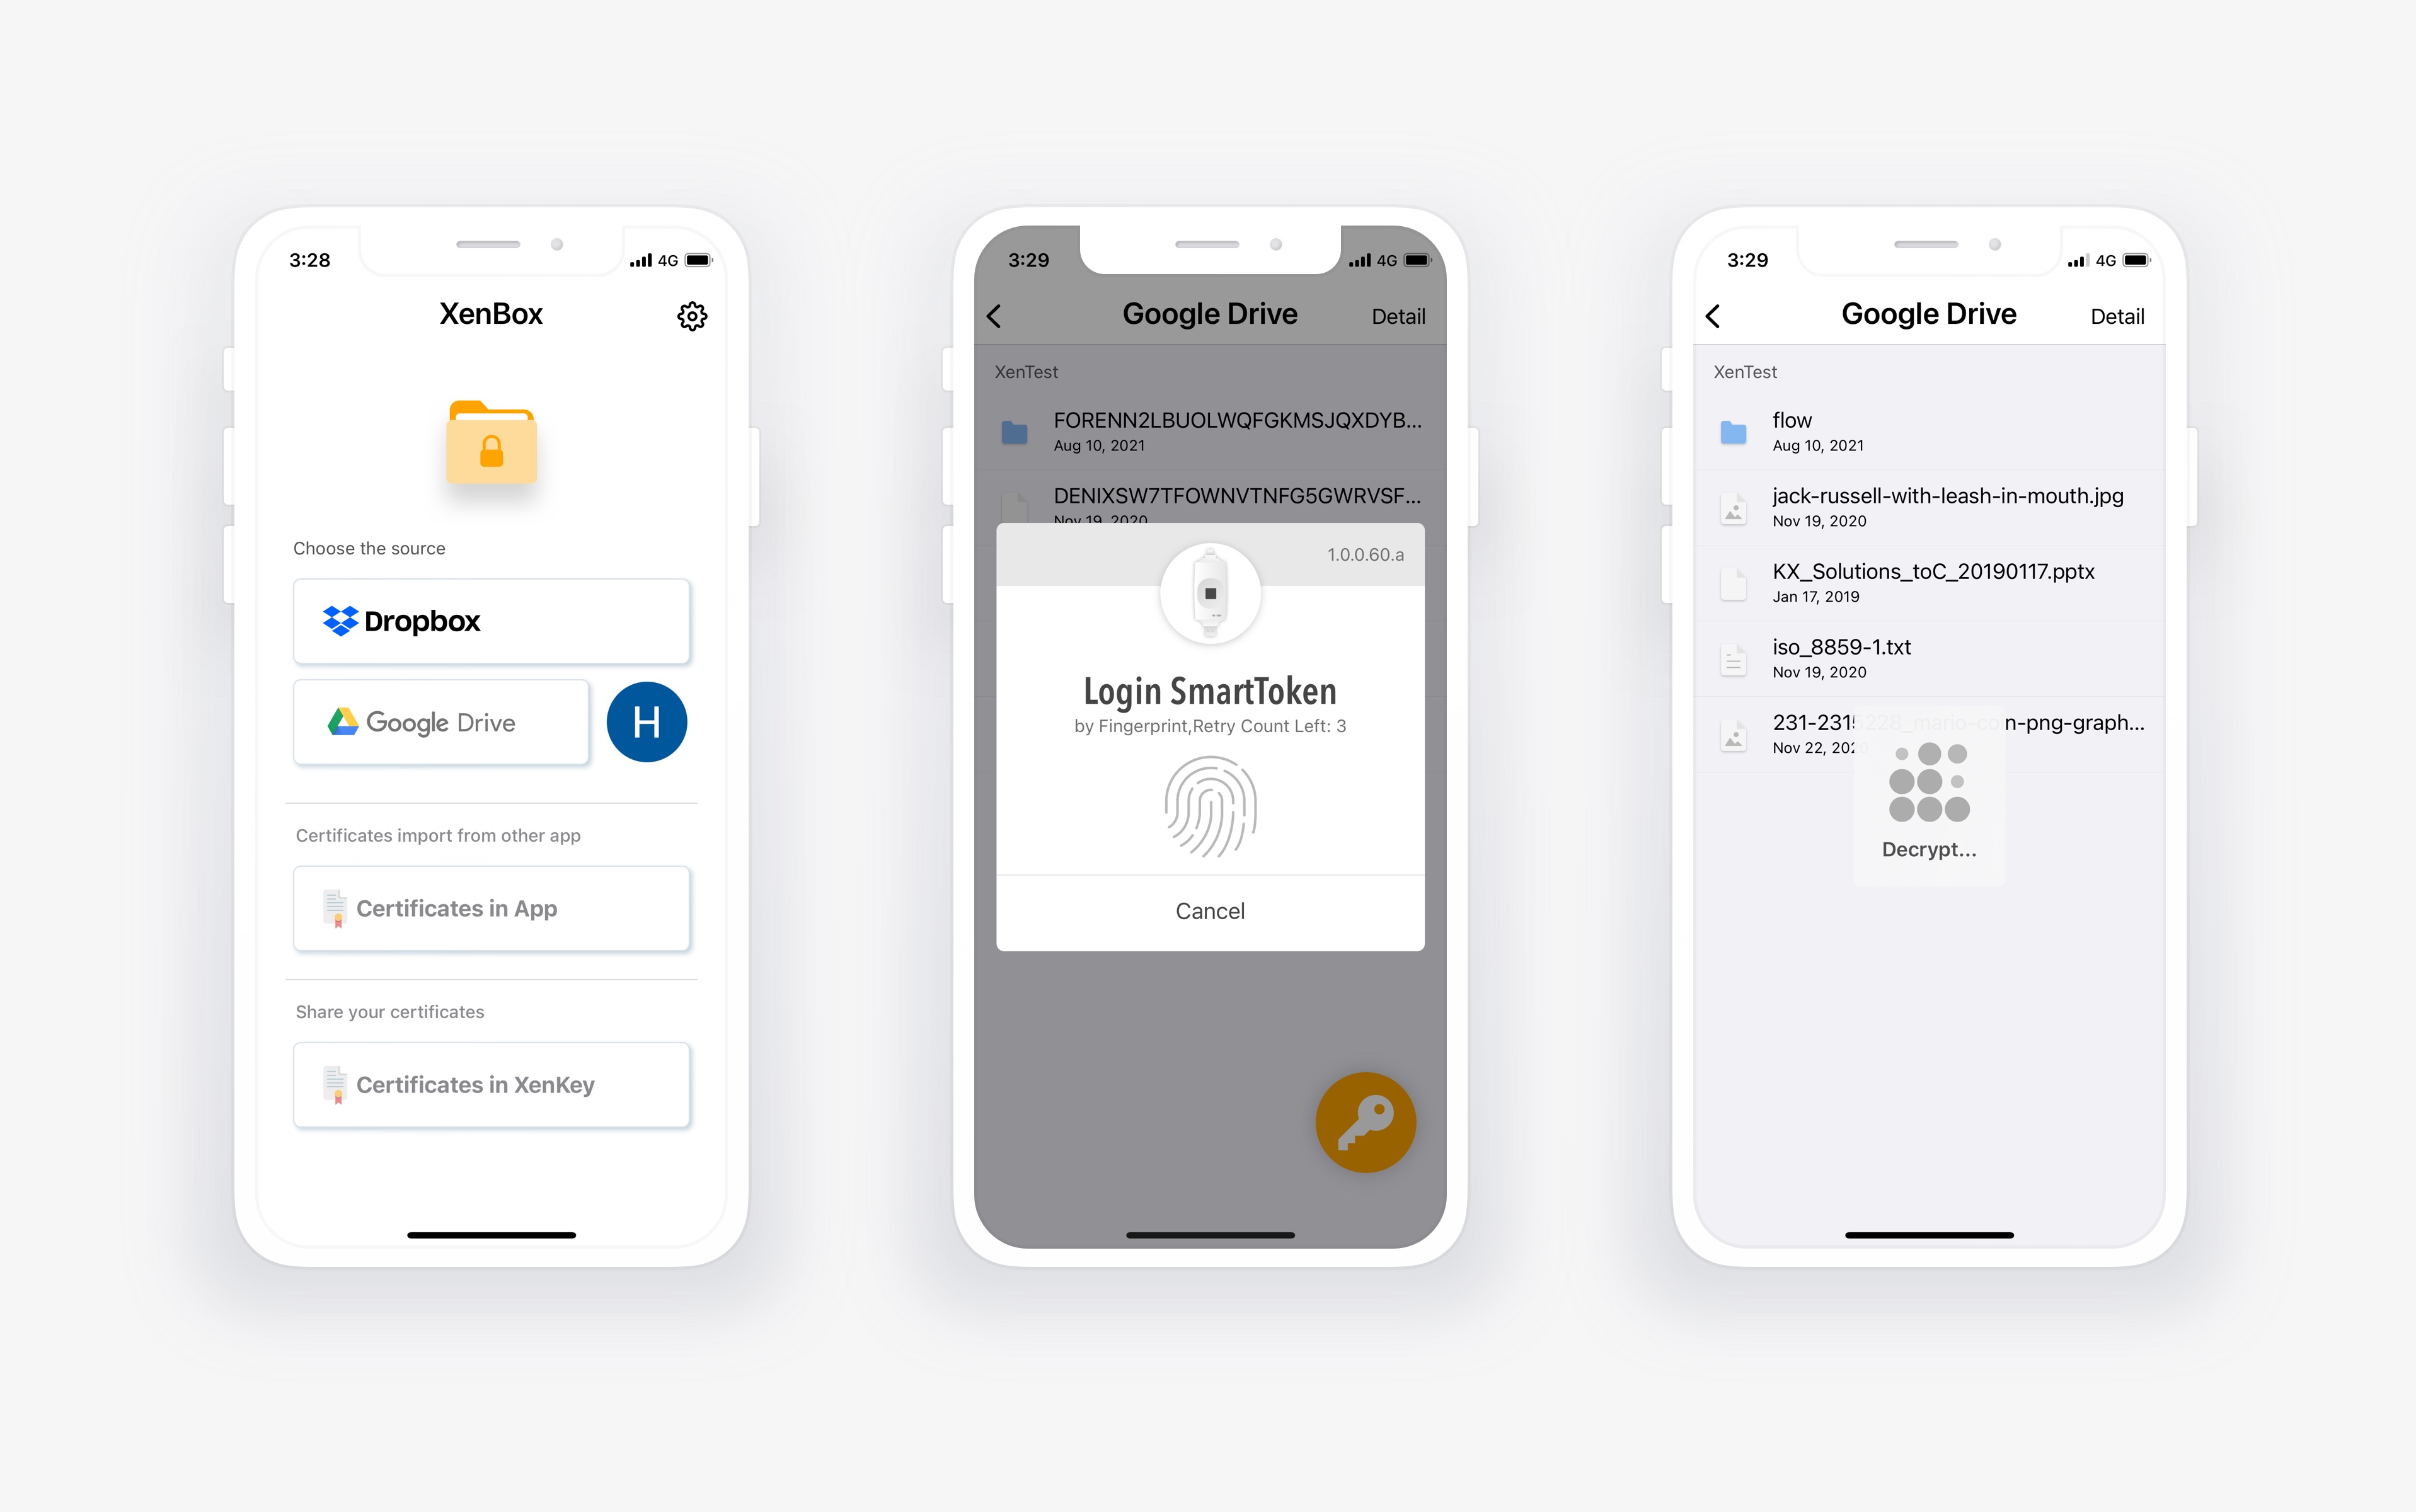 3:28
4G
XenBox
Choose the source
Dropbox
Google Drive
H
Certificates import from other app
Certificates in App
Share your certificates
Certificates in XenKey
3:29
4G
Google Drive
Detail
XenTest
FORENN2LBUOLWQFGKMSJQXDYB...
Aug 10, 2021
DENIXSW7TFOWNVTNFG5GWRVSF...
Nov 19, 2020
1.0.0.60.a
Login SmartToken
by Fingerprint,Retry Count Left: 3
Cancel
3:29
4G
Google Drive
Detail
XenTest
flow
Aug 10, 2021
jack-russell-with-leash-in-mouth.jpg
Nov 19, 2020
KX_Solutions_toC_20190117.pptx
Jan 17, 2019
iso_8859-1.txt
Nov 19, 2020
231-2315228_mario-coin-png-graph...
Nov 22, 202
Decrypt...